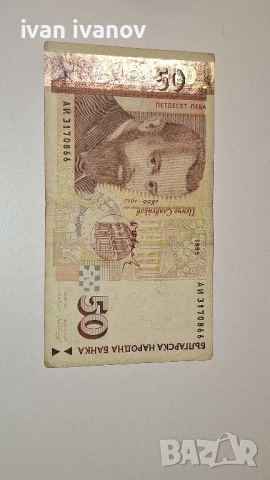 ivan ivanov
50
ПЕТДЕСЕТ ЛЕВА
АИ 3170866
Пенчо Славейков
1866 - 1912
1999
АИ 3170866
50
БЪЛГАРСКА НАРОДНА БАНКА
BAZAR